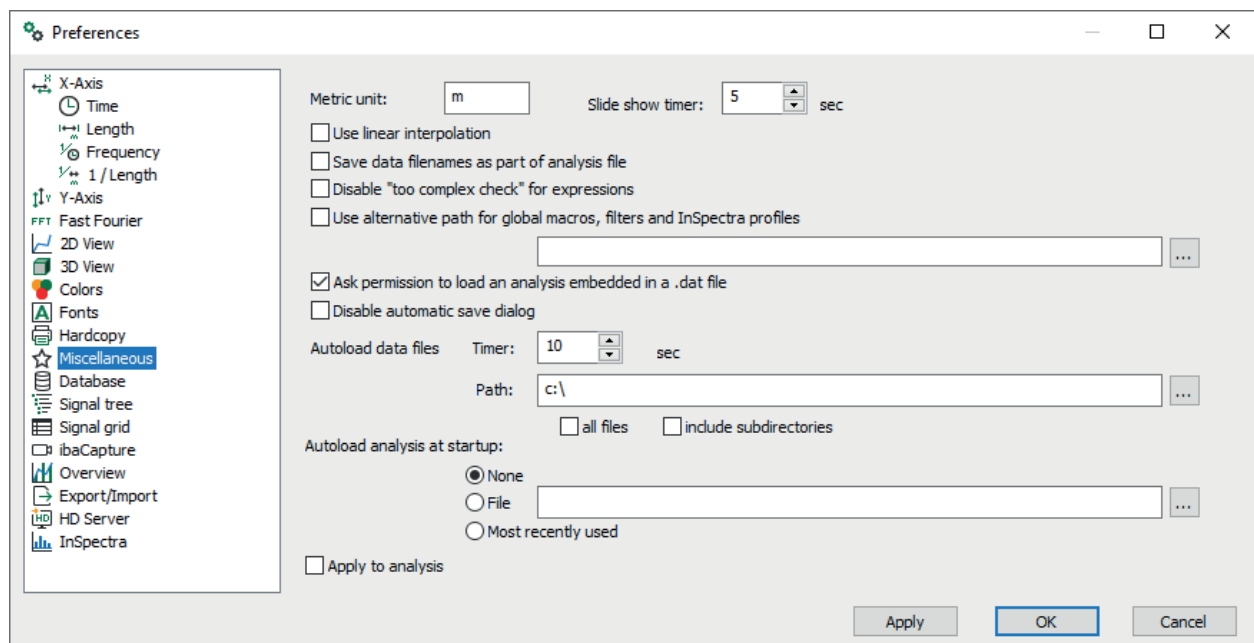 Preferences
X-Axis
Time
Length
Frequency
1 / Length
Y-Axis
FFT Fast Fourier
2D View
3D View
Colors
A Fonts
Hardcopy
Miscellaneous
Database
Signal tree
Signal grid
ibaCapture
Overview
Export/Import
HD HD Server
InSpectra
Metric unit: m Slide show timer: 5 sec
Use linear interpolation
Save data filenames as part of analysis file
Disable "too complex check" for expressions
Use alternative path for global macros, filters and InSpectra profiles
...
Ask permission to load an analysis embedded in a .dat file
Disable automatic save dialog
Autoload data files Timer: 10 sec
Path: c:\ ...
all files include subdirectories
Autoload analysis at startup:
None
File ...
Most recently used
Apply to analysis
Apply OK Cancel